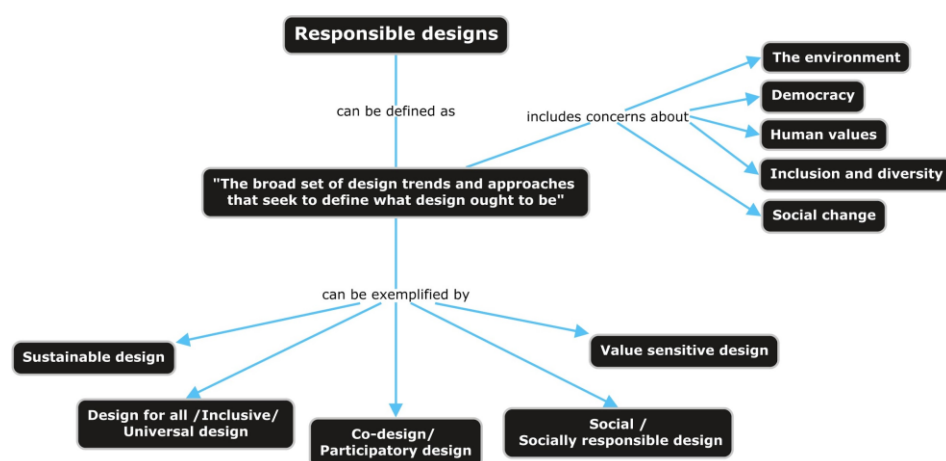 Responsible designs
can be defined as
"The broad set of design trends and approaches
that seek to define what design ought to be"
includes concerns about
The environment
Democracy
Human values
Inclusion and diversity
Social change
can be exemplified by
Sustainable design
Design for all /Inclusive/
Universal design
Co-design/
Participatory design
Social /
Socially responsible design
Value sensitive design